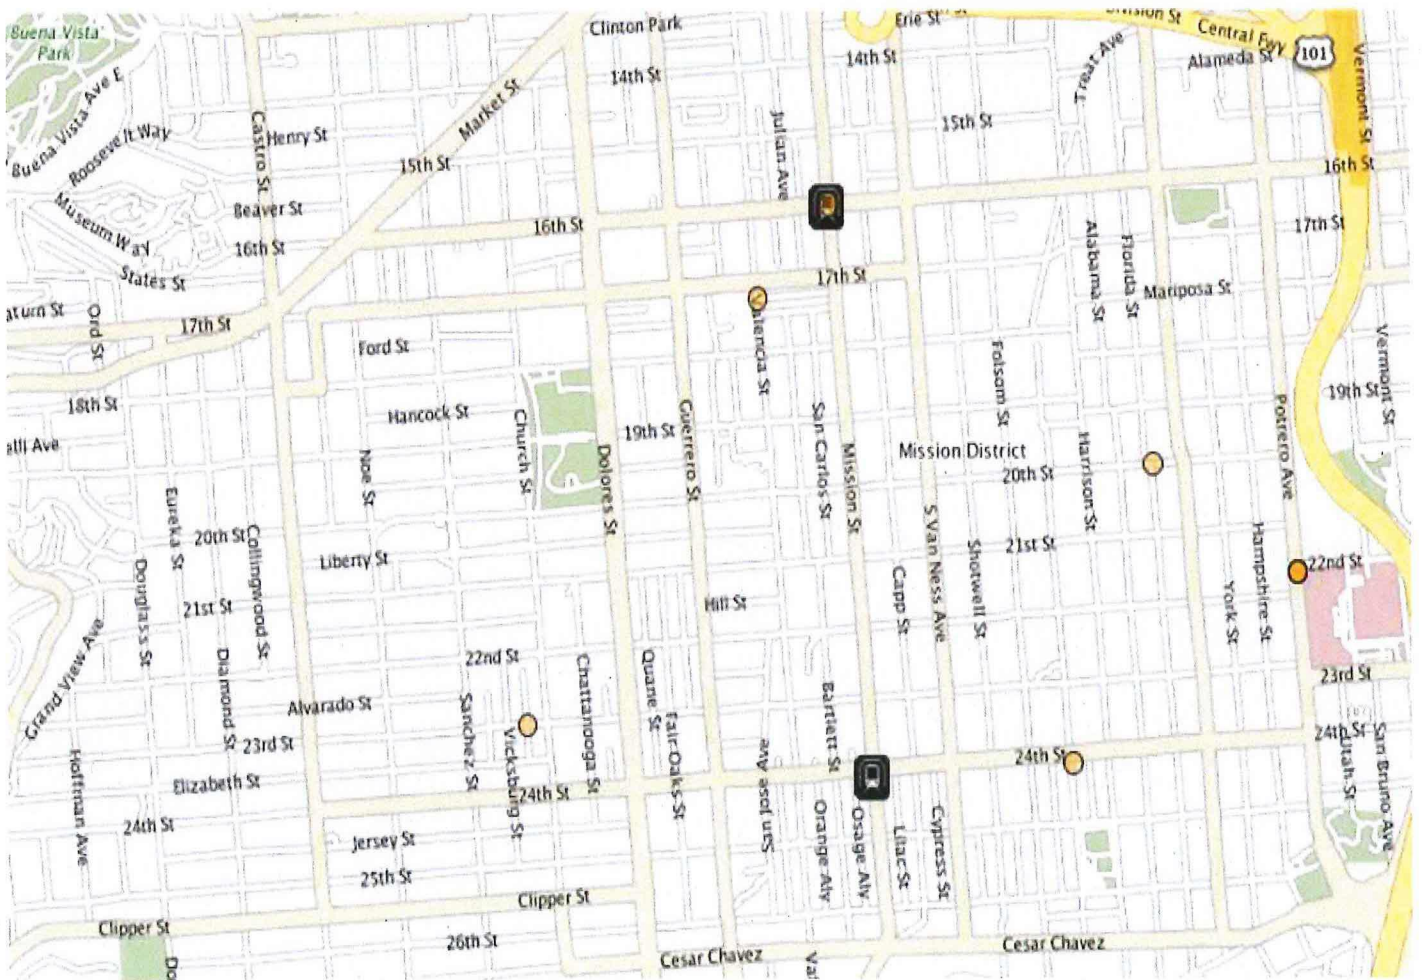 Buena Vista
Park
Clinton Park
Erie St
Division St
Central Fwy
101
14th St
14th St
Treat Ave
Alameda St
Vermont St
Buena Vista Ave E
Roosevelt Way
Castro St
Henry St
Market St
15th St
Julian Ave
15th St
16th St
Museum Way
Beaver St
16th St
16th St
17th St
States St
Alabama St
Florida St
Mariposa St
17th St
aturn St
Ord St
17th St
Ford St
Valencia St
Folsom St
Vermont St
18th St
Hancock St
Church St
19th St
Guerrero St
San Carlos St
Mission St
Mission District
20th St
Harrison St
Potrero Ave
19th St
Ave
Noe St
Dolores St
Eureka St
20th St
Collingwood St
Liberty St
S Van Ness Ave
Shotwell St
21st St
Hampshire St
22nd St
Douglass St
21st St
Hill St
Capp St
York St
Grand View Ave
Diamond St
22nd St
Chattanooga St
Quane St
Bartlett St
23rd St
Alvarado St
23rd St
Sanchez St
Vicksburg St
Fair Oaks St
San Jose Ave
24th St
24th St
Utah St
San Bruno Ave
Hoffman Ave
Elizabeth St
24th St
24th St
Jersey St
25th St
Orange Aly
Osage Aly
Lilac St
Cypress St
Clipper St
Clipper St
26th St
Cesar Chavez
Cesar Chavez